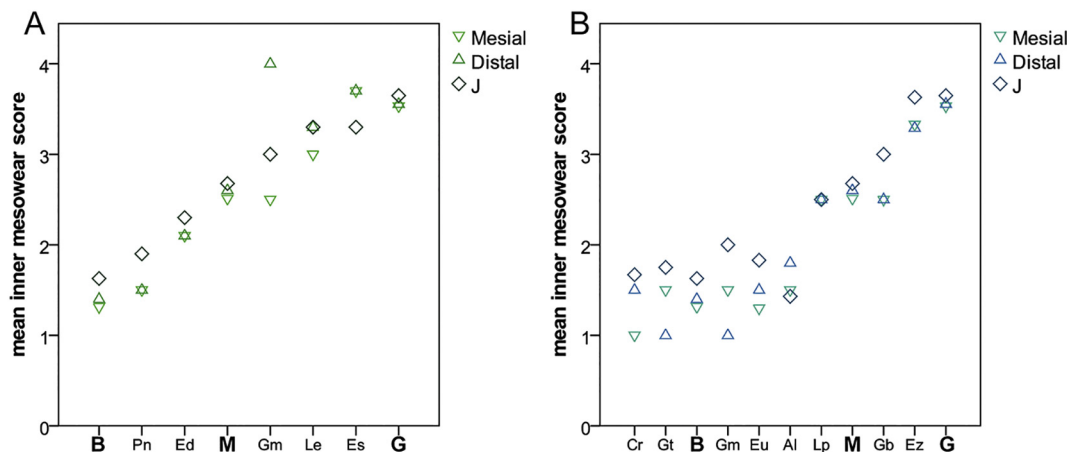 A
mean inner mesowear score
4
3
2
1
0
B Pn Ed M Gm Le Es G
Mesial
Distal
J
B
mean inner mesowear score
4
3
2
1
0
Cr Gt B Gm Eu Al Lp M Gb Ez G
Mesial
Distal
J